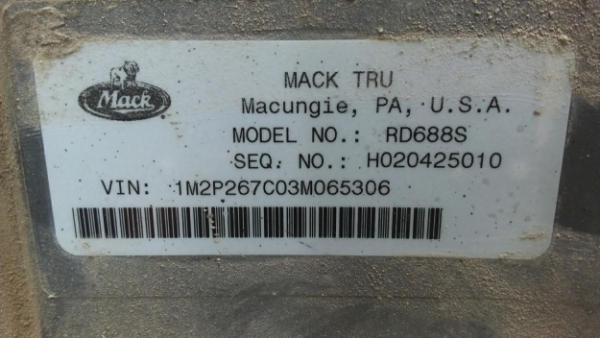 Mack
MACK TRU
Macungie, PA, U.S.A.
MODEL NO.: RD688S
SEQ. NO.: H020425010
VIN: 1M2P267C03M065306